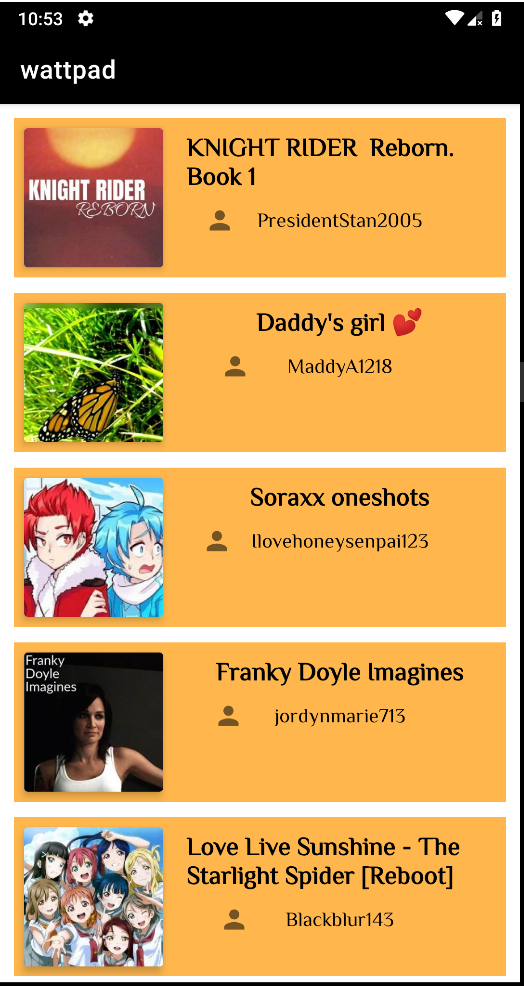 10:53
wattpad
KNIGHT RIDER
REBORN
KNIGHT RIDER Reborn.
Book 1
PresidentStan2005
Daddy's girl 💕
MaddyA1218
Soraxx oneshots
Ilovehoneysenpai123
Franky
Doyle
Imagines
Franky Doyle Imagines
jordynmarie713
Love Live Sunshine - The
Starlight Spider [Reboot]
Blackblur143